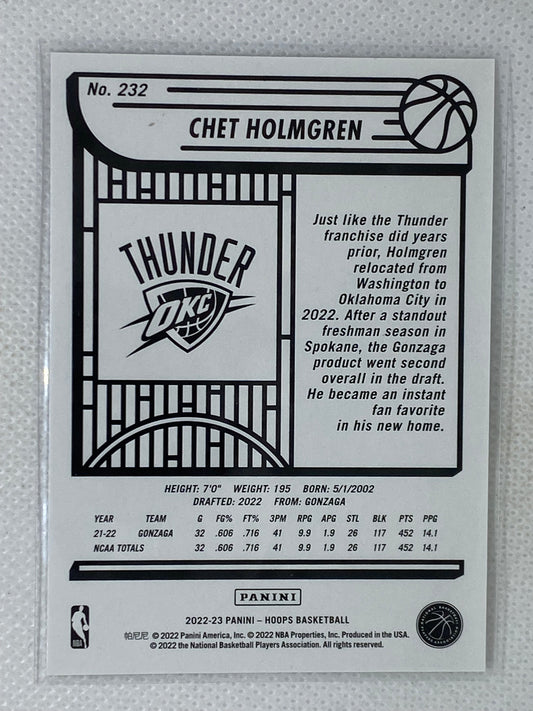 No. 232
CHET HOLMGREN
THUNDER
OKC
Just like the Thunder
franchise did years
prior, Holmgren
relocated from
Washington to
Oklahoma City in
2022. After a standout
freshman season in
Spokane, the Gonzaga
product went second
overall in the draft.
He became an instant
fan favorite
in his new home.
HEIGHT: 7'0" WEIGHT: 195 BORN: 5/1/2002
DRAFTED: 2022 FROM: GONZAGA
YEAR TEAM G FG% FT% 3PM RPG APG STL BLK PTS PPG
21-22 GONZAGA 32 .606 .716 41 9.9 1.9 26 117 452 14.1
NCAA TOTALS 32 .606 .716 41 9.9 1.9 26 117 452 14.1
PANINI
2022-23 PANINI – HOOPS BASKETBALL
帕尼尼 © 2022 Panini America, Inc. © 2022 NBA Properties, Inc. Produced in the USA.
© 2022 the National Basketball Players Association. All rights reserved.
NBA
NATIONAL BASKETBALL
PLAYERS ASSOCIATION